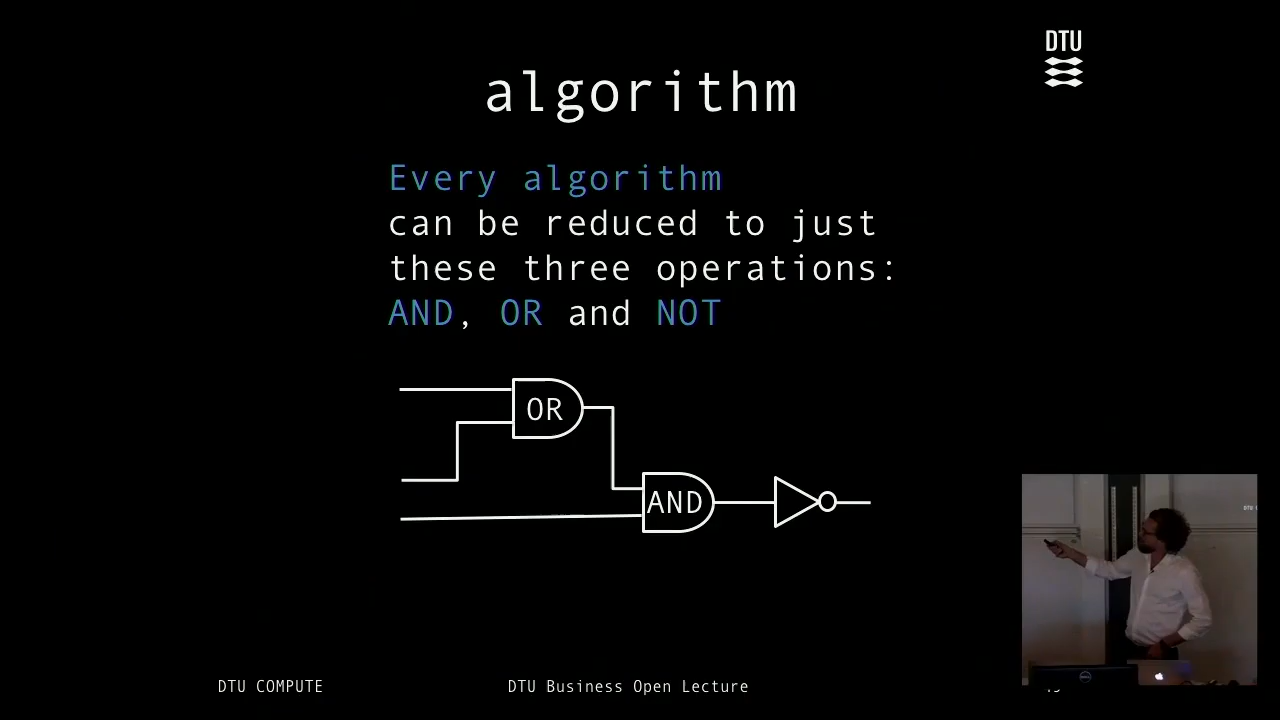 DTU
algorithm
Every algorithm
can be reduced to just
these three operations:
AND, OR and NOT
OR
AND
DTU COMPUTE
DTU Business Open Lecture